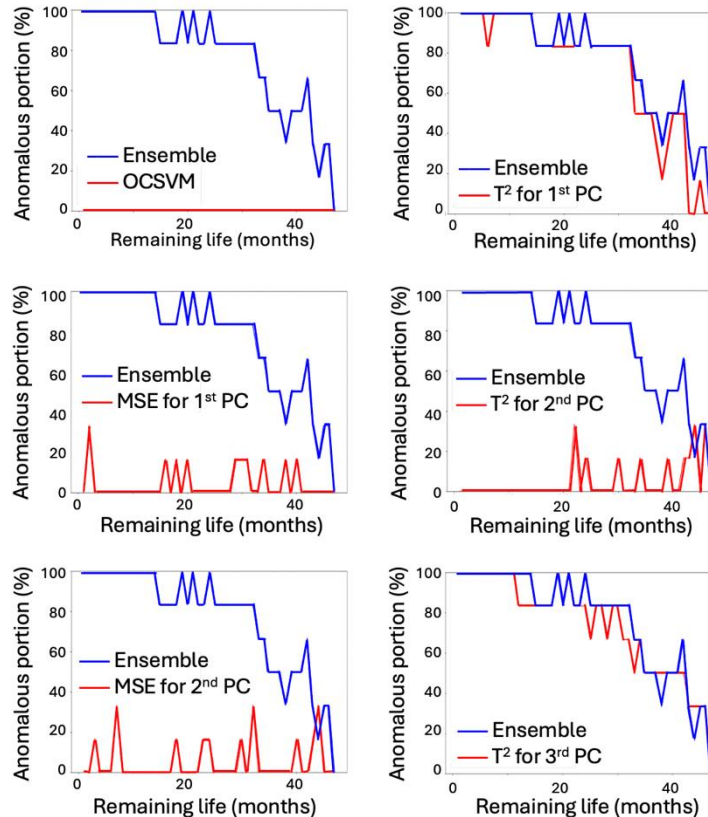 Anomalous portion (%)
100
80
60
40
20
0
Ensemble
OCSVM
0
20
40
Remaining life (months)
Anomalous portion (%)
100
80
60
40
20
0
Ensemble
T² for 1st PC
0
20
40
Remaining life (months)
Anomalous portion (%)
100
80
60
40
20
0
Ensemble
MSE for 1st PC
0
20
40
Remaining life (months)
Anomalous portion (%)
100
80
60
40
20
0
Ensemble
T² for 2nd PC
0
20
40
Remaining life (months)
Anomalous portion (%)
100
80
60
40
20
0
Ensemble
MSE for 2nd PC
0
20
40
Remaining life (months)
Anomalous portion (%)
100
80
60
40
20
0
Ensemble
T² for 3rd PC
0
20
40
Remaining life (months)